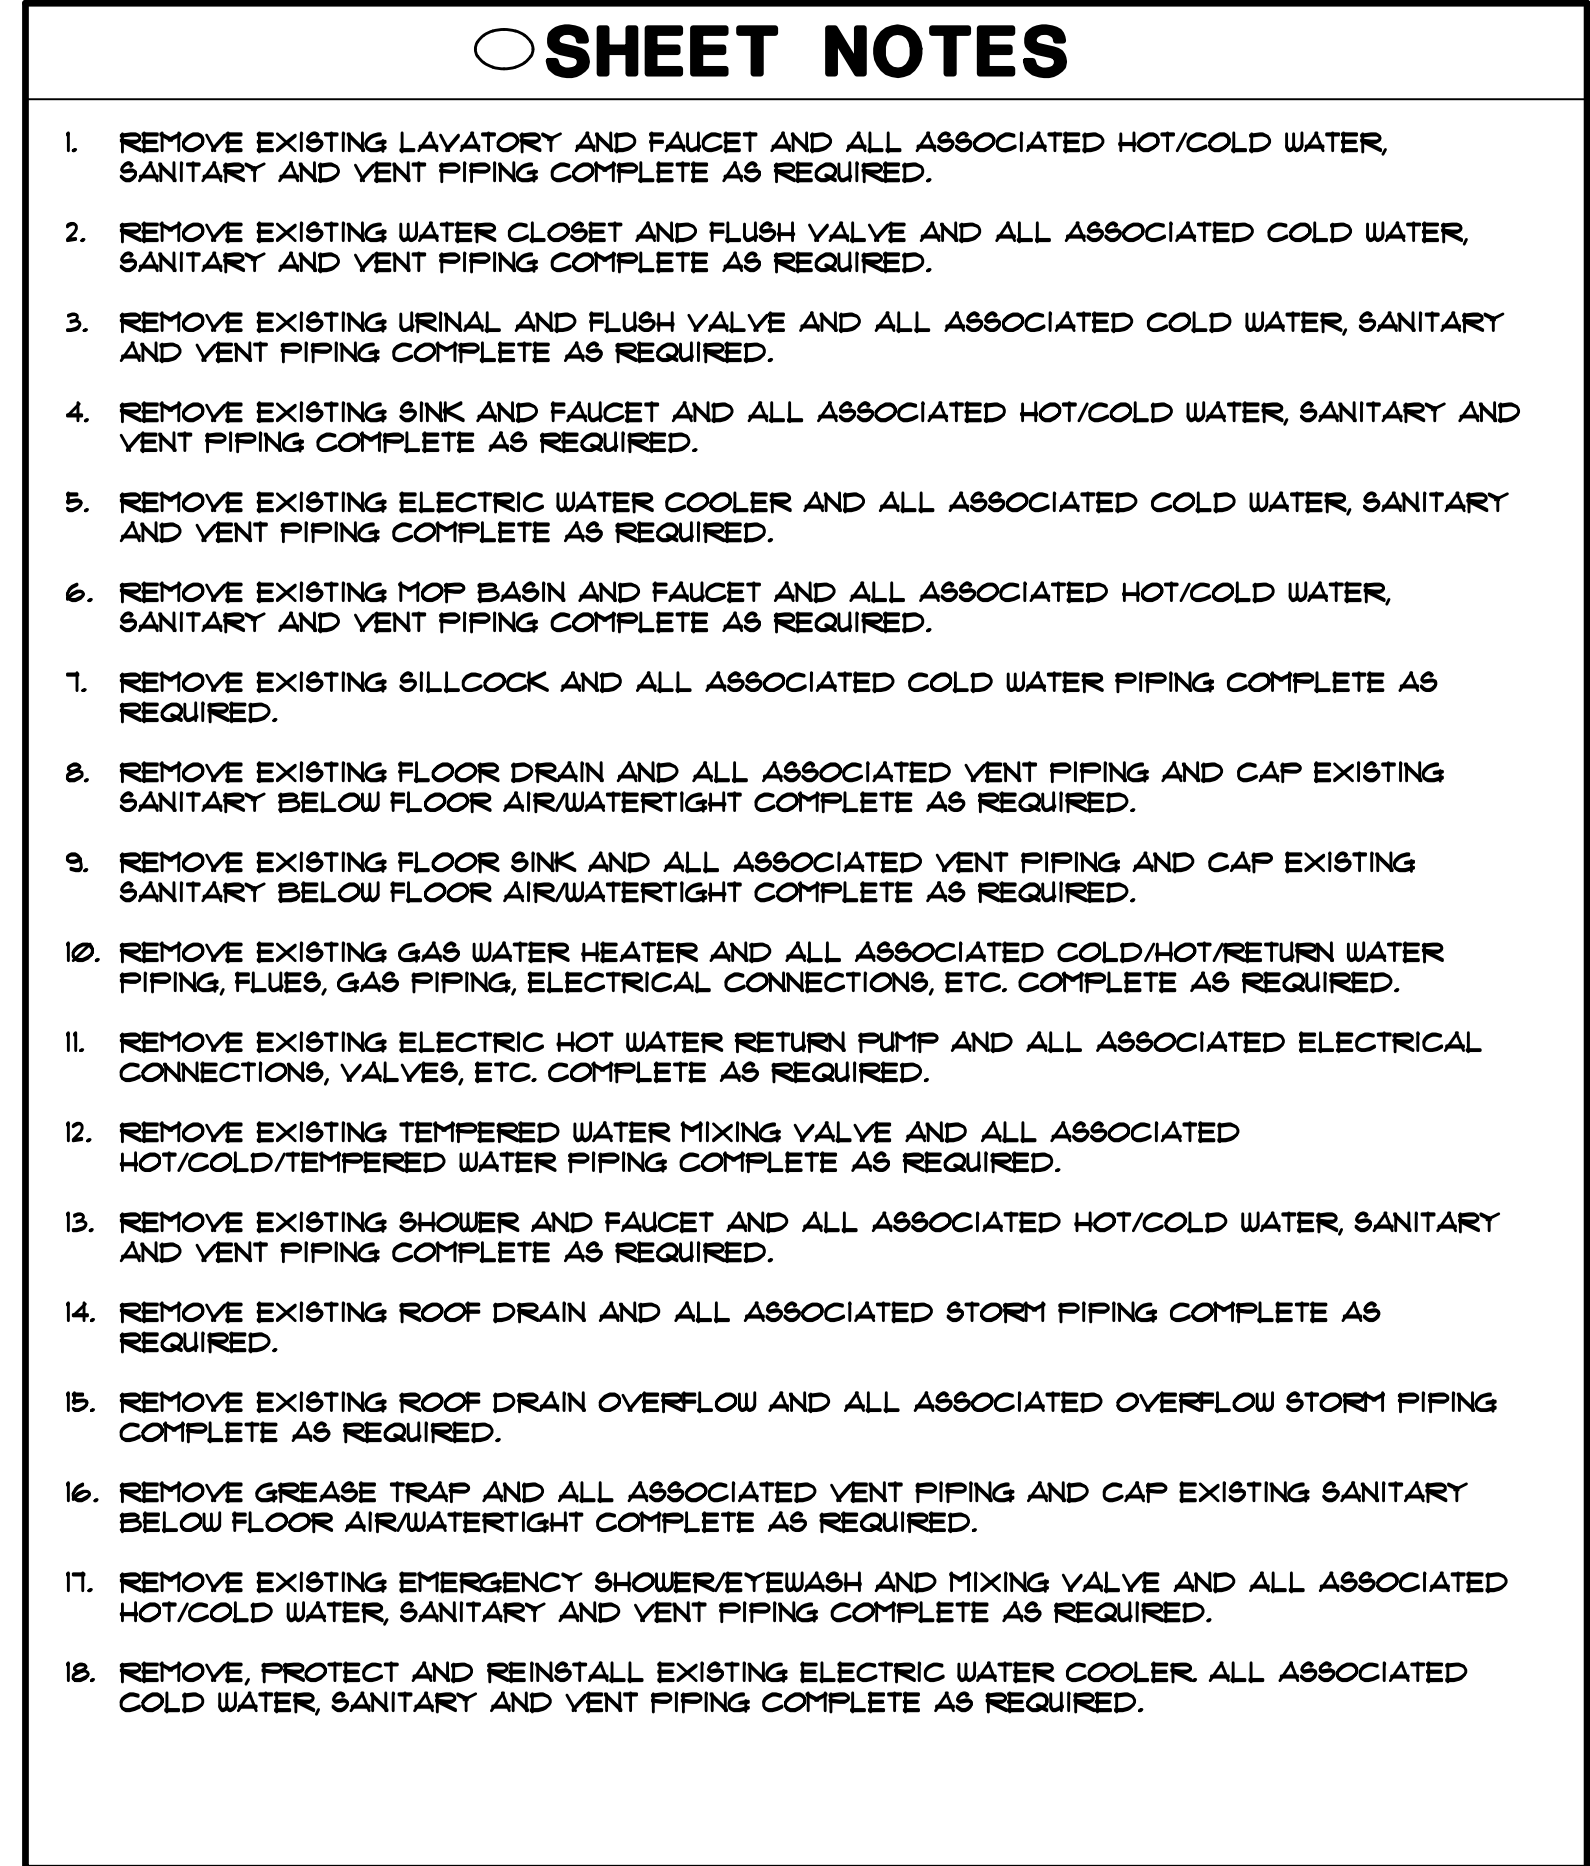 SHEET NOTES
1. REMOVE EXISTING LAVATORY AND FAUCET AND ALL ASSOCIATED HOT/COLD WATER,
SANITARY AND VENT PIPING COMPLETE AS REQUIRED.
2. REMOVE EXISTING WATER CLOSET AND FLUSH VALVE AND ALL ASSOCIATED COLD WATER,
SANITARY AND VENT PIPING COMPLETE AS REQUIRED.
3. REMOVE EXISTING URINAL AND FLUSH VALVE AND ALL ASSOCIATED COLD WATER, SANITARY
AND VENT PIPING COMPLETE AS REQUIRED.
4. REMOVE EXISTING SINK AND FAUCET AND ALL ASSOCIATED HOT/COLD WATER, SANITARY AND
VENT PIPING COMPLETE AS REQUIRED.
5. REMOVE EXISTING ELECTRIC WATER COOLER AND ALL ASSOCIATED COLD WATER, SANITARY
AND VENT PIPING COMPLETE AS REQUIRED.
6. REMOVE EXISTING MOP BASIN AND FAUCET AND ALL ASSOCIATED HOT/COLD WATER,
SANITARY AND VENT PIPING COMPLETE AS REQUIRED.
7. REMOVE EXISTING SILLCOCK AND ALL ASSOCIATED COLD WATER PIPING COMPLETE AS
REQUIRED.
8. REMOVE EXISTING FLOOR DRAIN AND ALL ASSOCIATED VENT PIPING AND CAP EXISTING
SANITARY BELOW FLOOR AIR/WATERTIGHT COMPLETE AS REQUIRED.
9. REMOVE EXISTING FLOOR SINK AND ALL ASSOCIATED VENT PIPING AND CAP EXISTING
SANITARY BELOW FLOOR AIR/WATERTIGHT COMPLETE AS REQUIRED.
10. REMOVE EXISTING GAS WATER HEATER AND ALL ASSOCIATED COLD/HOT/RETURN WATER
PIPING, FLUES, GAS PIPING, ELECTRICAL CONNECTIONS, ETC. COMPLETE AS REQUIRED.
11. REMOVE EXISTING ELECTRIC HOT WATER RETURN PUMP AND ALL ASSOCIATED ELECTRICAL
CONNECTIONS, VALVES, ETC. COMPLETE AS REQUIRED.
12. REMOVE EXISTING TEMPERED WATER MIXING VALVE AND ALL ASSOCIATED
HOT/COLD/TEMPERED WATER PIPING COMPLETE AS REQUIRED.
13. REMOVE EXISTING SHOWER AND FAUCET AND ALL ASSOCIATED HOT/COLD WATER, SANITARY
AND VENT PIPING COMPLETE AS REQUIRED.
14. REMOVE EXISTING ROOF DRAIN AND ALL ASSOCIATED STORM PIPING COMPLETE AS
REQUIRED.
15. REMOVE EXISTING ROOF DRAIN OVERFLOW AND ALL ASSOCIATED OVERFLOW STORM PIPING
COMPLETE AS REQUIRED.
16. REMOVE GREASE TRAP AND ALL ASSOCIATED VENT PIPING AND CAP EXISTING SANITARY
BELOW FLOOR AIR/WATERTIGHT COMPLETE AS REQUIRED.
17. REMOVE EXISTING EMERGENCY SHOWER/EYEWASH AND MIXING VALVE AND ALL ASSOCIATED
HOT/COLD WATER, SANITARY AND VENT PIPING COMPLETE AS REQUIRED.
18. REMOVE, PROTECT AND REINSTALL EXISTING ELECTRIC WATER COOLER. ALL ASSOCIATED
COLD WATER, SANITARY AND VENT PIPING COMPLETE AS REQUIRED.